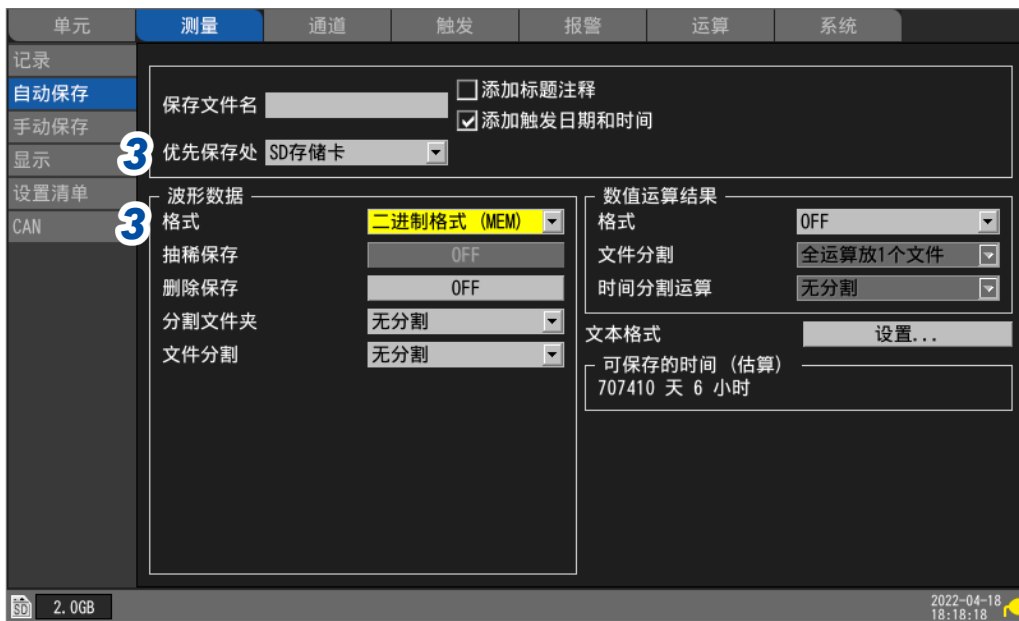 单元 测量 通道 触发 报警 运算 系统
记录
自动保存
手动保存
显示
设置清单
CAN
保存文件名
添加标题注释
添加触发日期和时间
3 优先保存处 SD存储卡
波形数据
3 格式 二进制格式 (MEM)
抽稀保存 OFF
删除保存 OFF
分割文件夹 无分割
文件分割 无分割
数值运算结果
格式 OFF
文件分割 全运算放1个文件
时间分割运算 无分割
文本格式 设置...
可保存的时间 (估算)
707410 天 6 小时
SD 2.0GB
2022-04-18
18:18:18